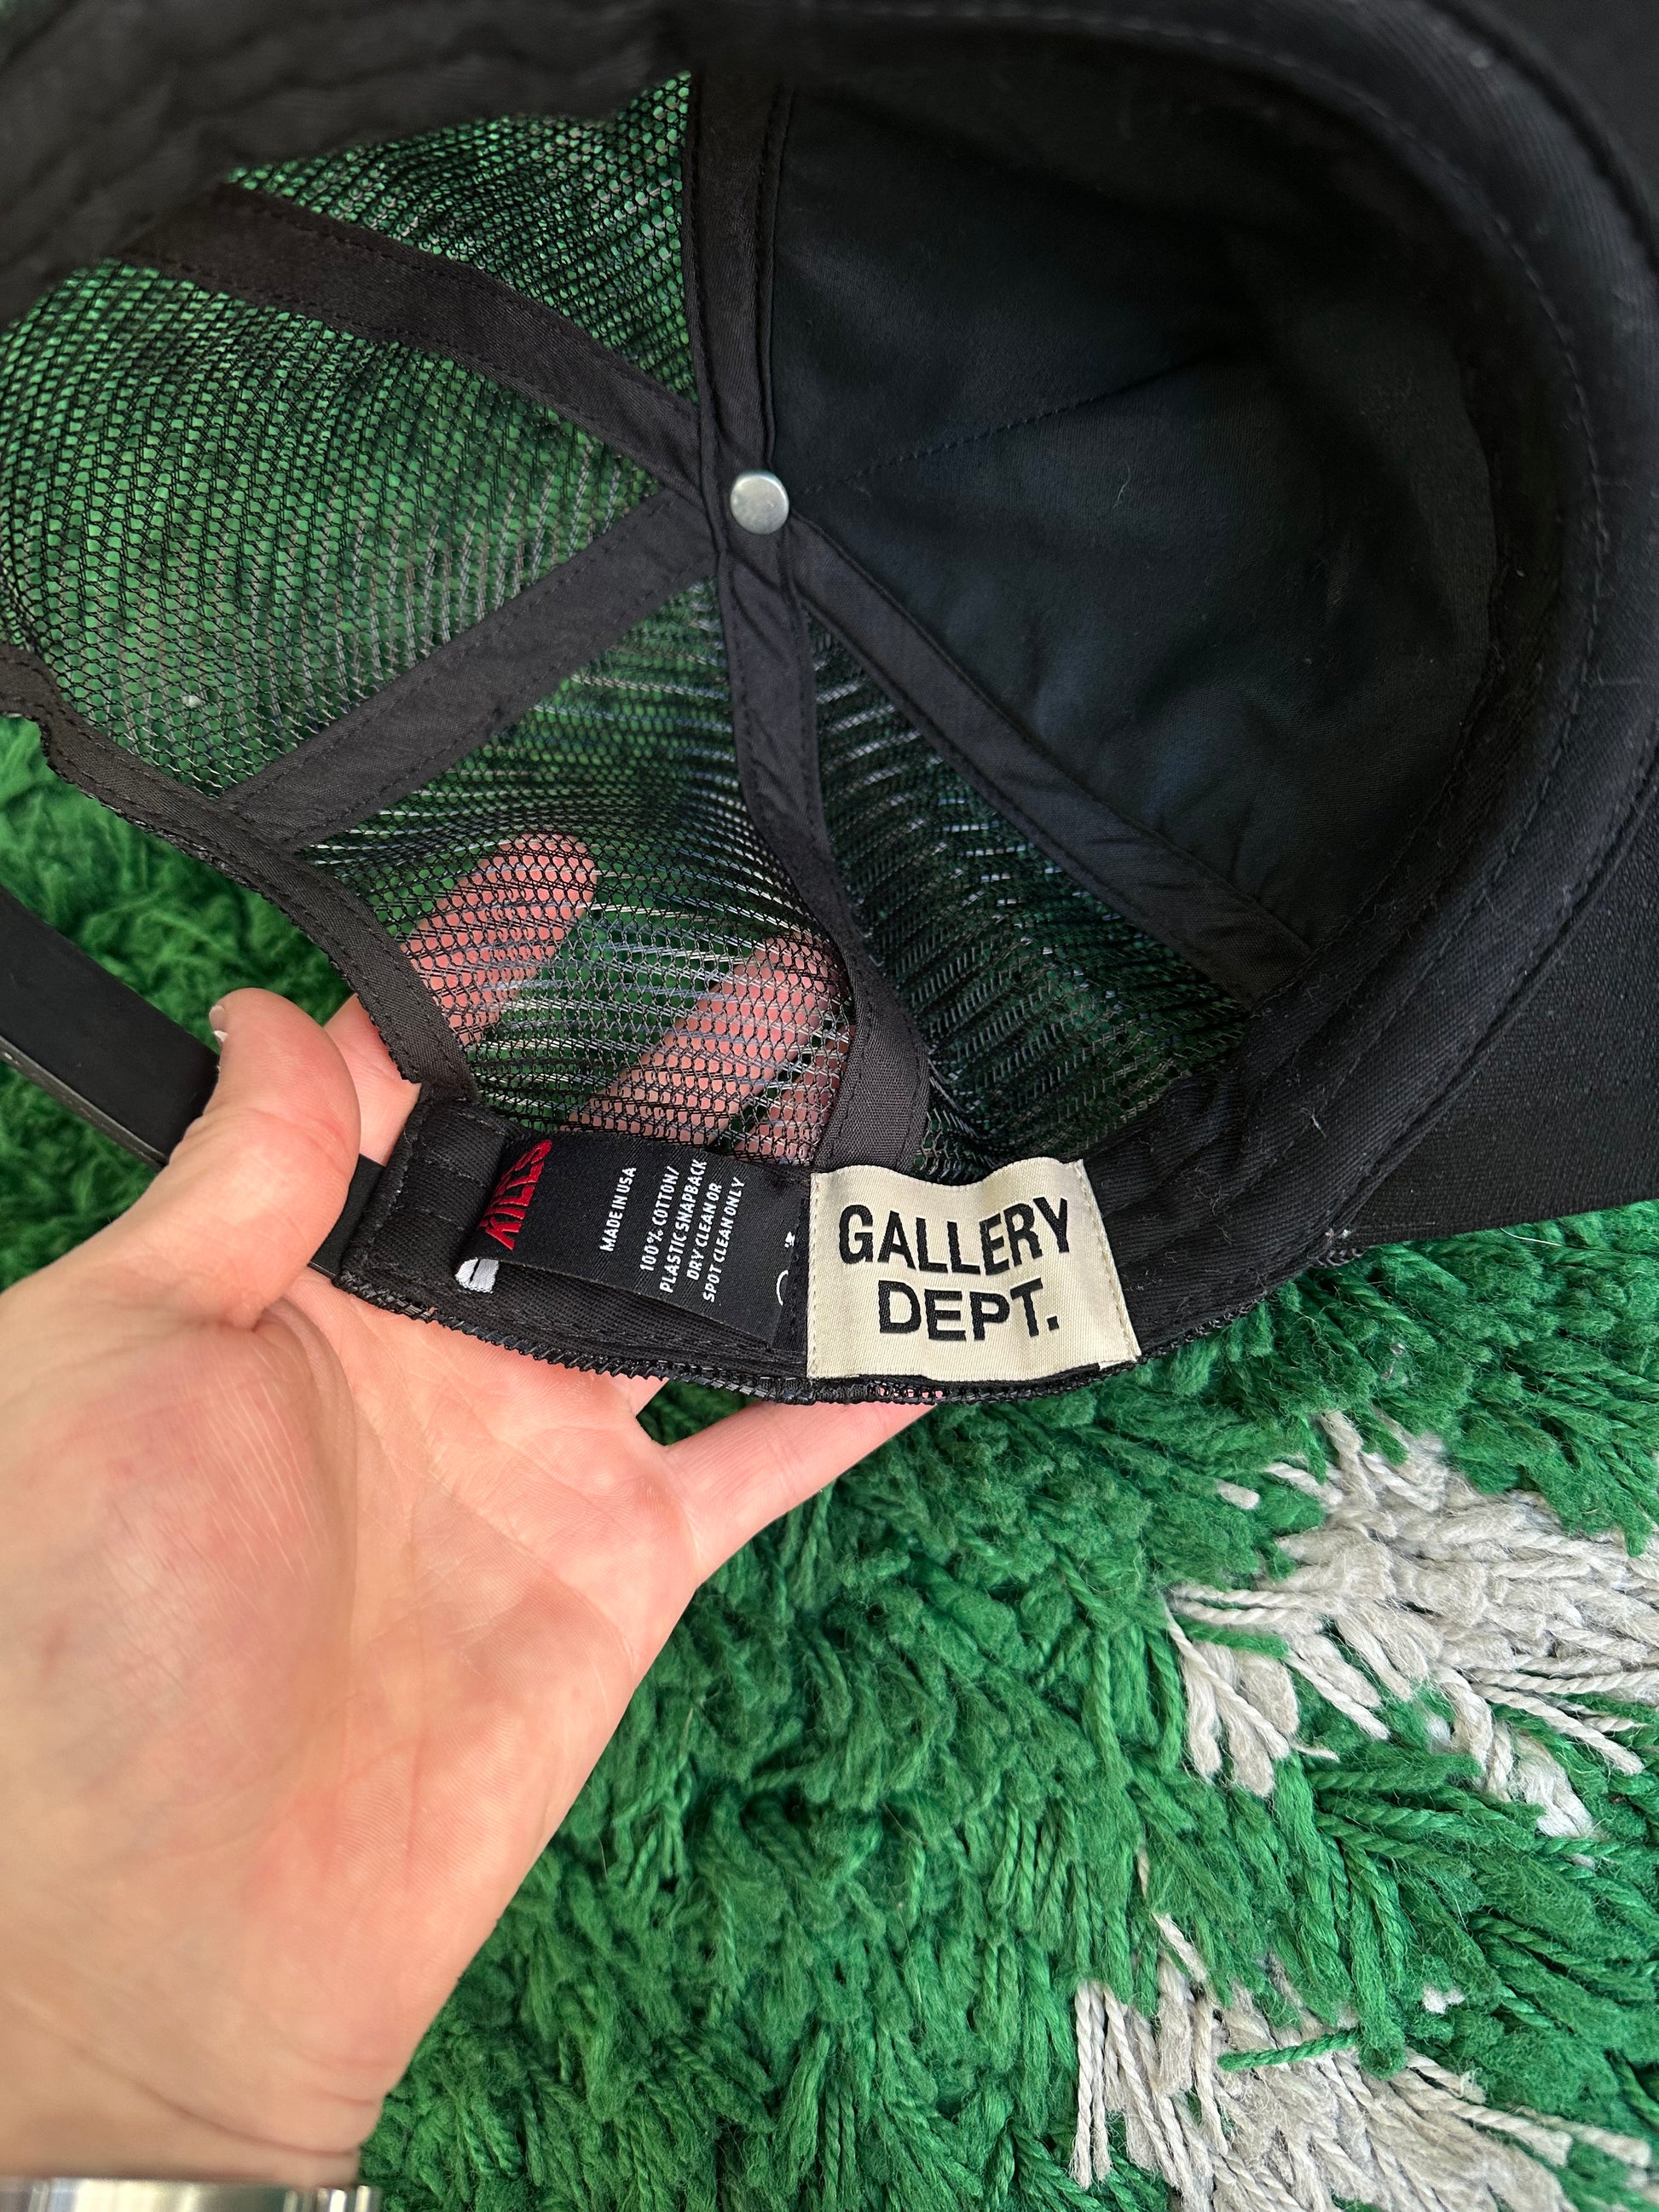 MADE IN USA
100% COTTON/
PLASTIC SNAPBACK
DRY CLEAN OR
SPOT CLEAN ONLY
GALLERY
DEPT.